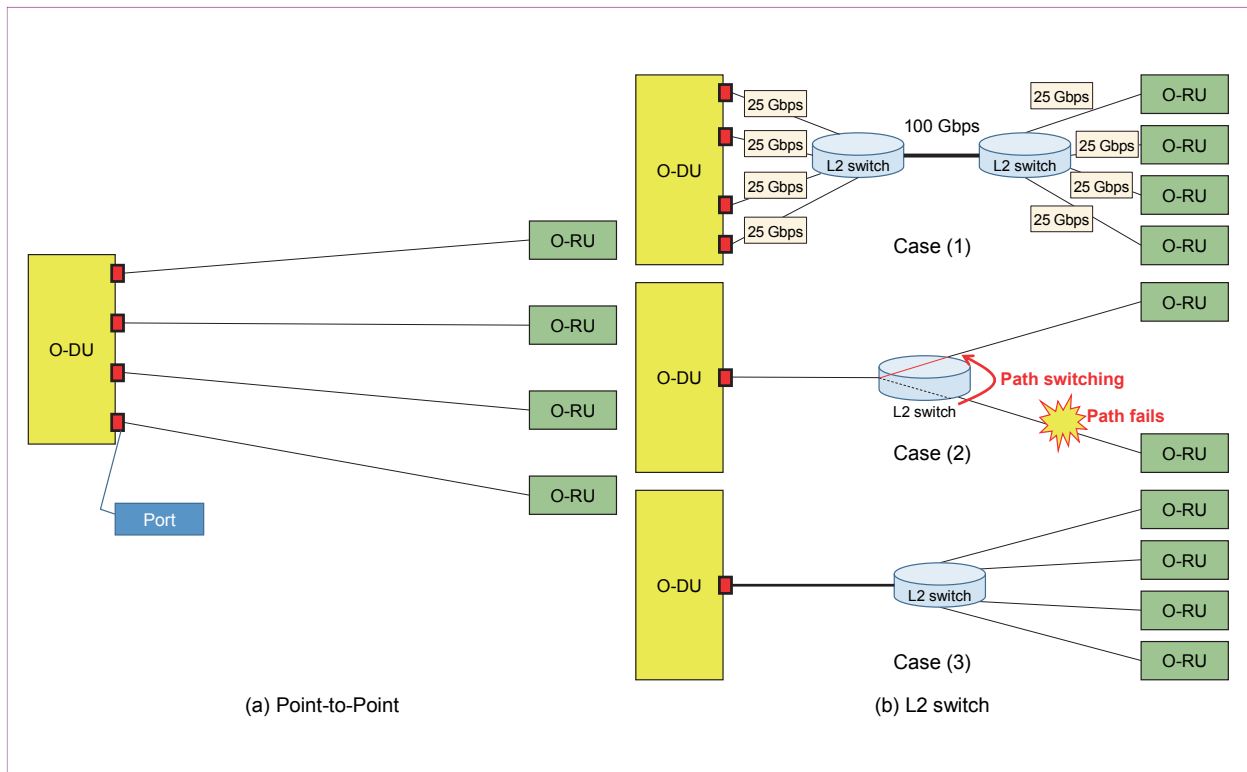 O-DU
O-RU
O-RU
O-RU
O-RU
Port
(a) Point-to-Point
O-DU
25 Gbps
25 Gbps
25 Gbps
25 Gbps
L2 switch
100 Gbps
L2 switch
25 Gbps
25 Gbps
25 Gbps
25 Gbps
O-RU
O-RU
O-RU
O-RU
Case (1)
O-DU
L2 switch
Path switching
Path fails
O-RU
O-RU
Case (2)
O-DU
L2 switch
O-RU
O-RU
O-RU
O-RU
Case (3)
(b) L2 switch